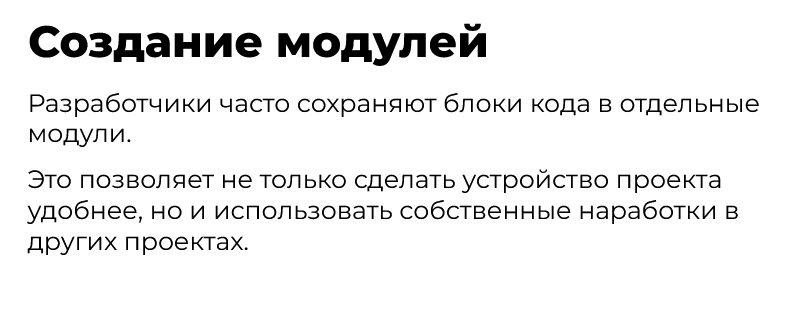 Создание модулей
Разработчики часто сохраняют блоки кода в отдельные
модули.
Это позволяет не только сделать устройство проекта
удобнее, но и использовать собственные наработки в
других проектах.